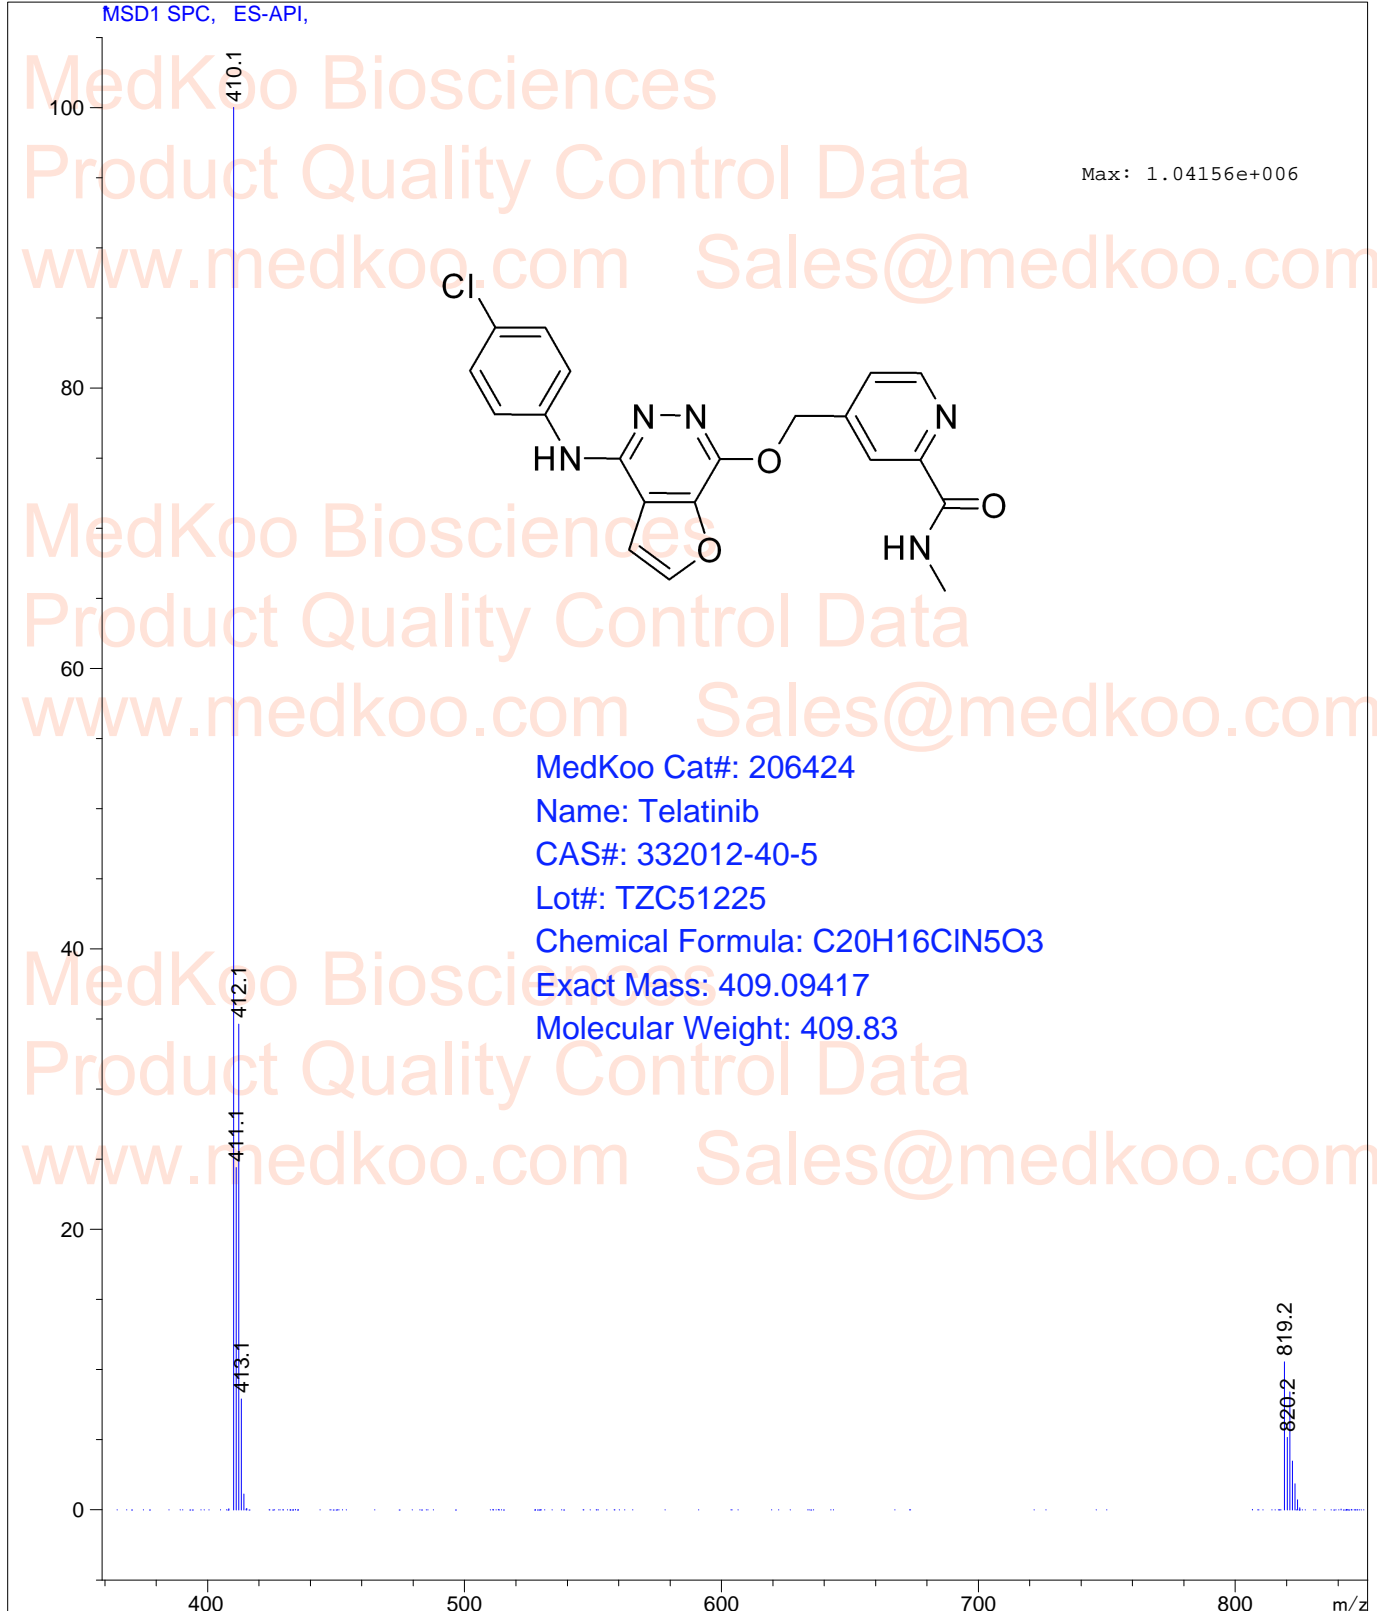 MSD1 SPC, ES-API,
MedKoo Biosciences
410.1
100
Product Quality Control Data
Max: 1.04156e+006
www.medkoo.com Sales@medkoo.com
Cl
80
N N
N
HN
O
O
MedKoo Biosciences
HN
O
Product Quality Control Data
60
www.medkoo.com Sales@medkoo.com
MedKoo Cat#: 206424
Name: Telatinib
CAS#: 332012-40-5
Lot#: TZC51225
Chemical Formula: C20H16ClN5O3
40
MedKoo Biosciences
Exact Mass: 409.09417
412.1
Molecular Weight: 409.83
Product Quality Control Data
411.1
www.medkoo.com Sales@medkoo.com
20
819.2
413.1
820.2
0
400 500 600 700 800 m/z